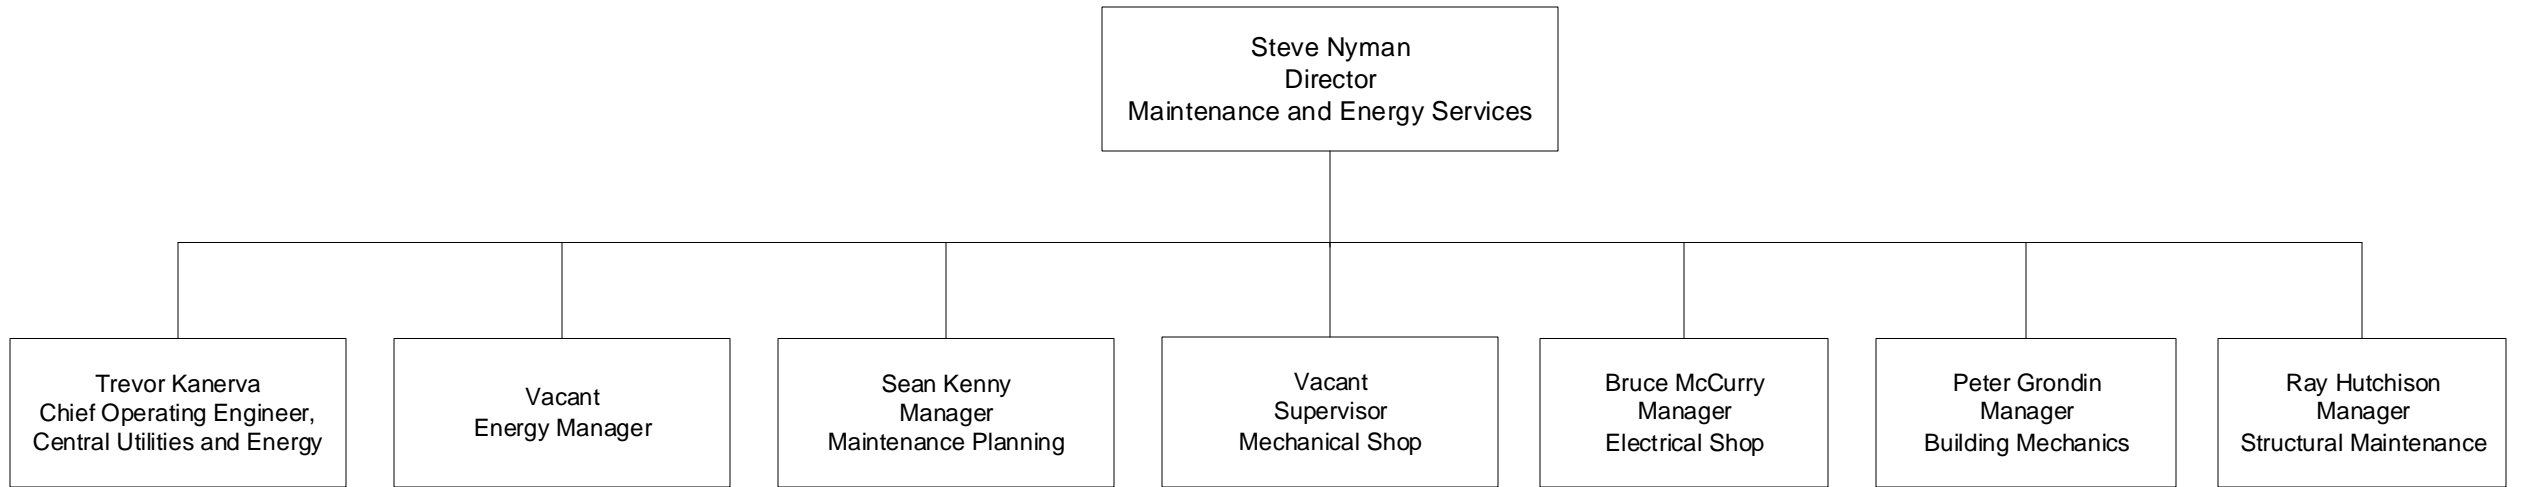 Steve Nyman
Director
Maintenance and Energy Services
Trevor Kanerva
Chief Operating Engineer,
Central Utilities and Energy
Vacant
Energy Manager
Sean Kenny
Manager
Maintenance Planning
Vacant
Supervisor
Mechanical Shop
Bruce McCurry
Manager
Electrical Shop
Peter Grondin
Manager
Building Mechanics
Ray Hutchison
Manager
Structural Maintenance